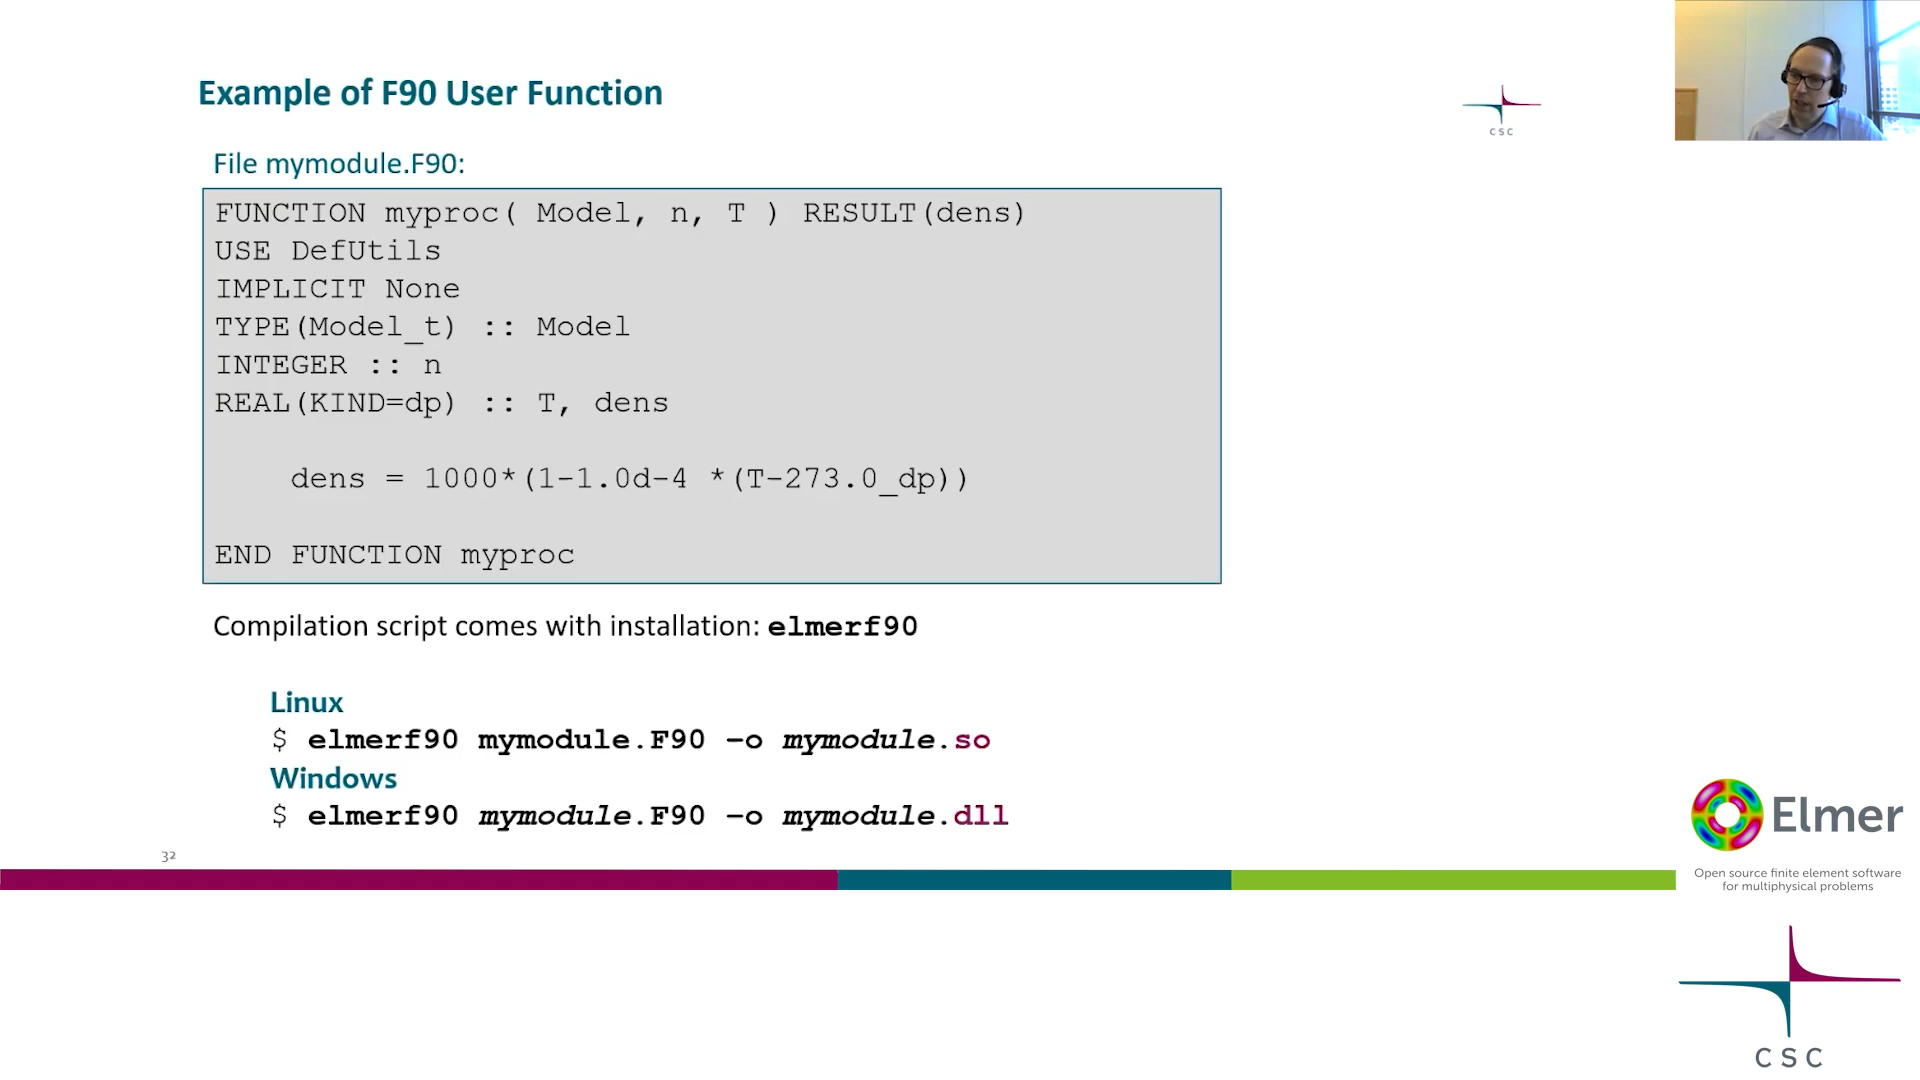 Example of F90 User Function
CSC
File mymodule.F90:
FUNCTION myproc( Model, n, T ) RESULT(dens)
USE DefUtils
IMPLICIT None
TYPE(Model_t) :: Model
INTEGER :: n
REAL(KIND=dp) :: T, dens
dens = 1000*(1-1.0d-4 *(T-273.0_dp))
END FUNCTION myproc
Compilation script comes with installation: elmerf90
Linux
$ elmerf90 mymodule.F90 –o mymodule.so
Windows
$ elmerf90 mymodule.F90 –o mymodule.dll
32
Elmer
Open source finite element software
for multiphysical problems
CSC